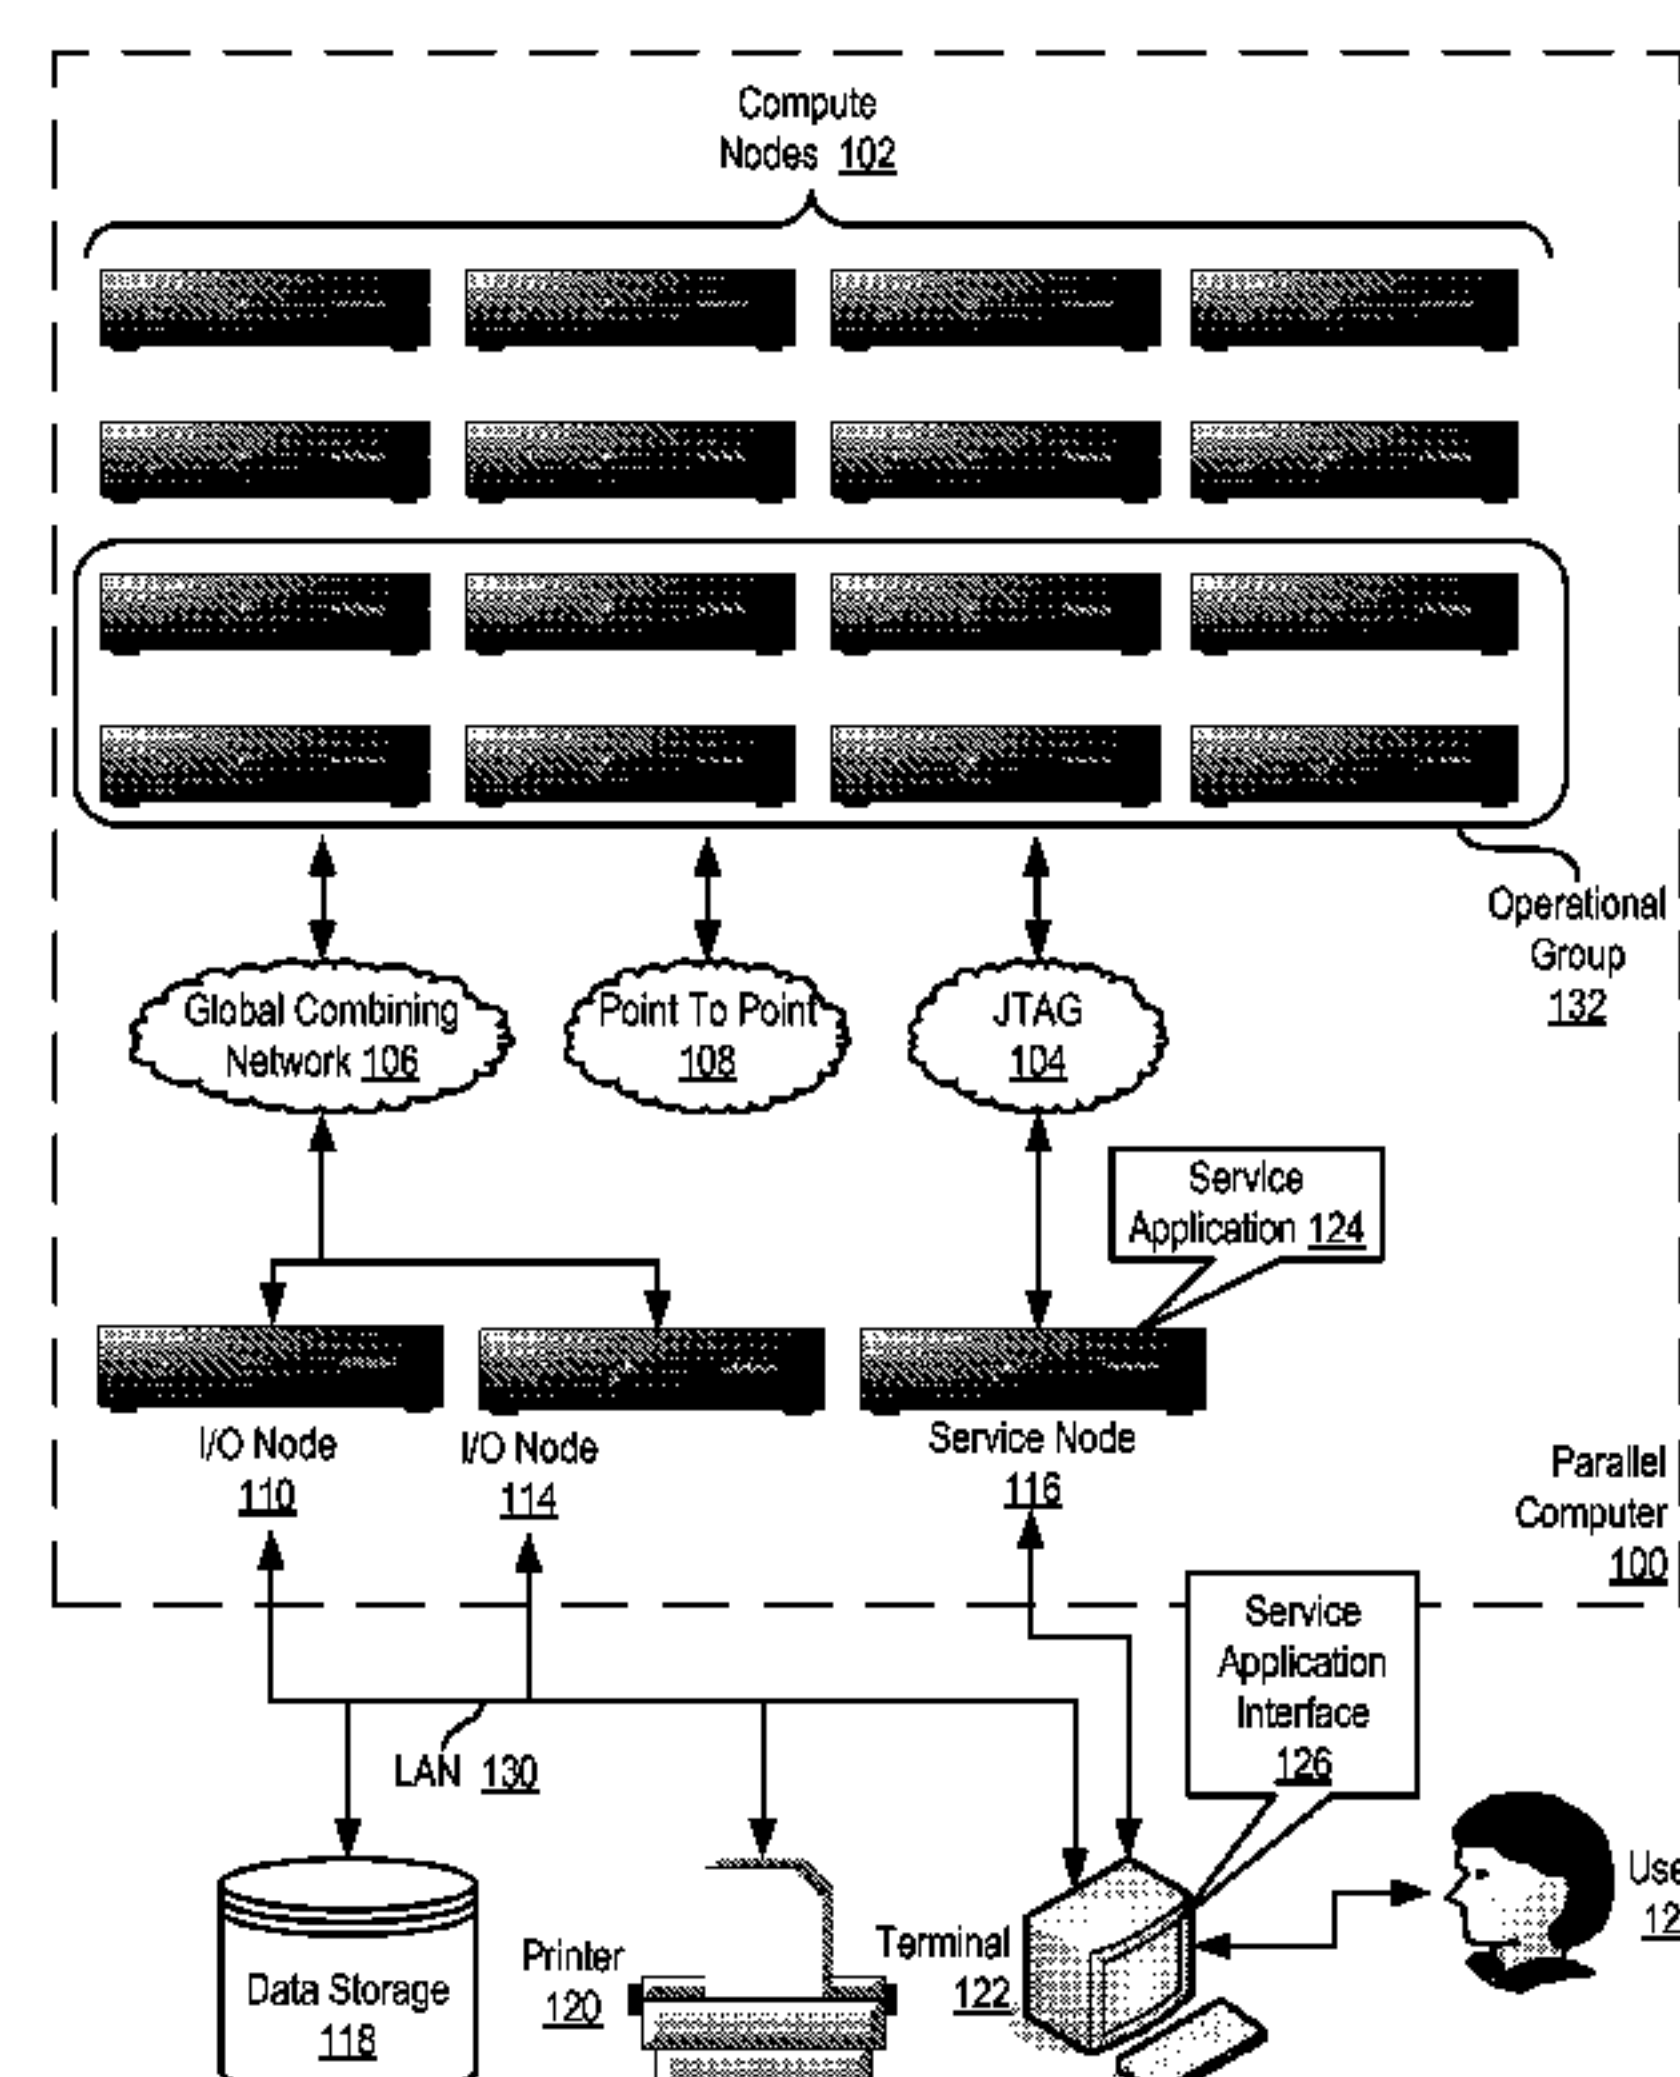 Compute
Nodes 102
Operational
Group
132
Global Combining
Network 106
Point To Point
108
JTAG
104
Service
Application 124
I/O Node
110
I/O Node
114
Service Node
116
Parallel
Computer
100
Service
Application
Interface
126
LAN 130
Data Storage
118
Printer
120
Terminal
122